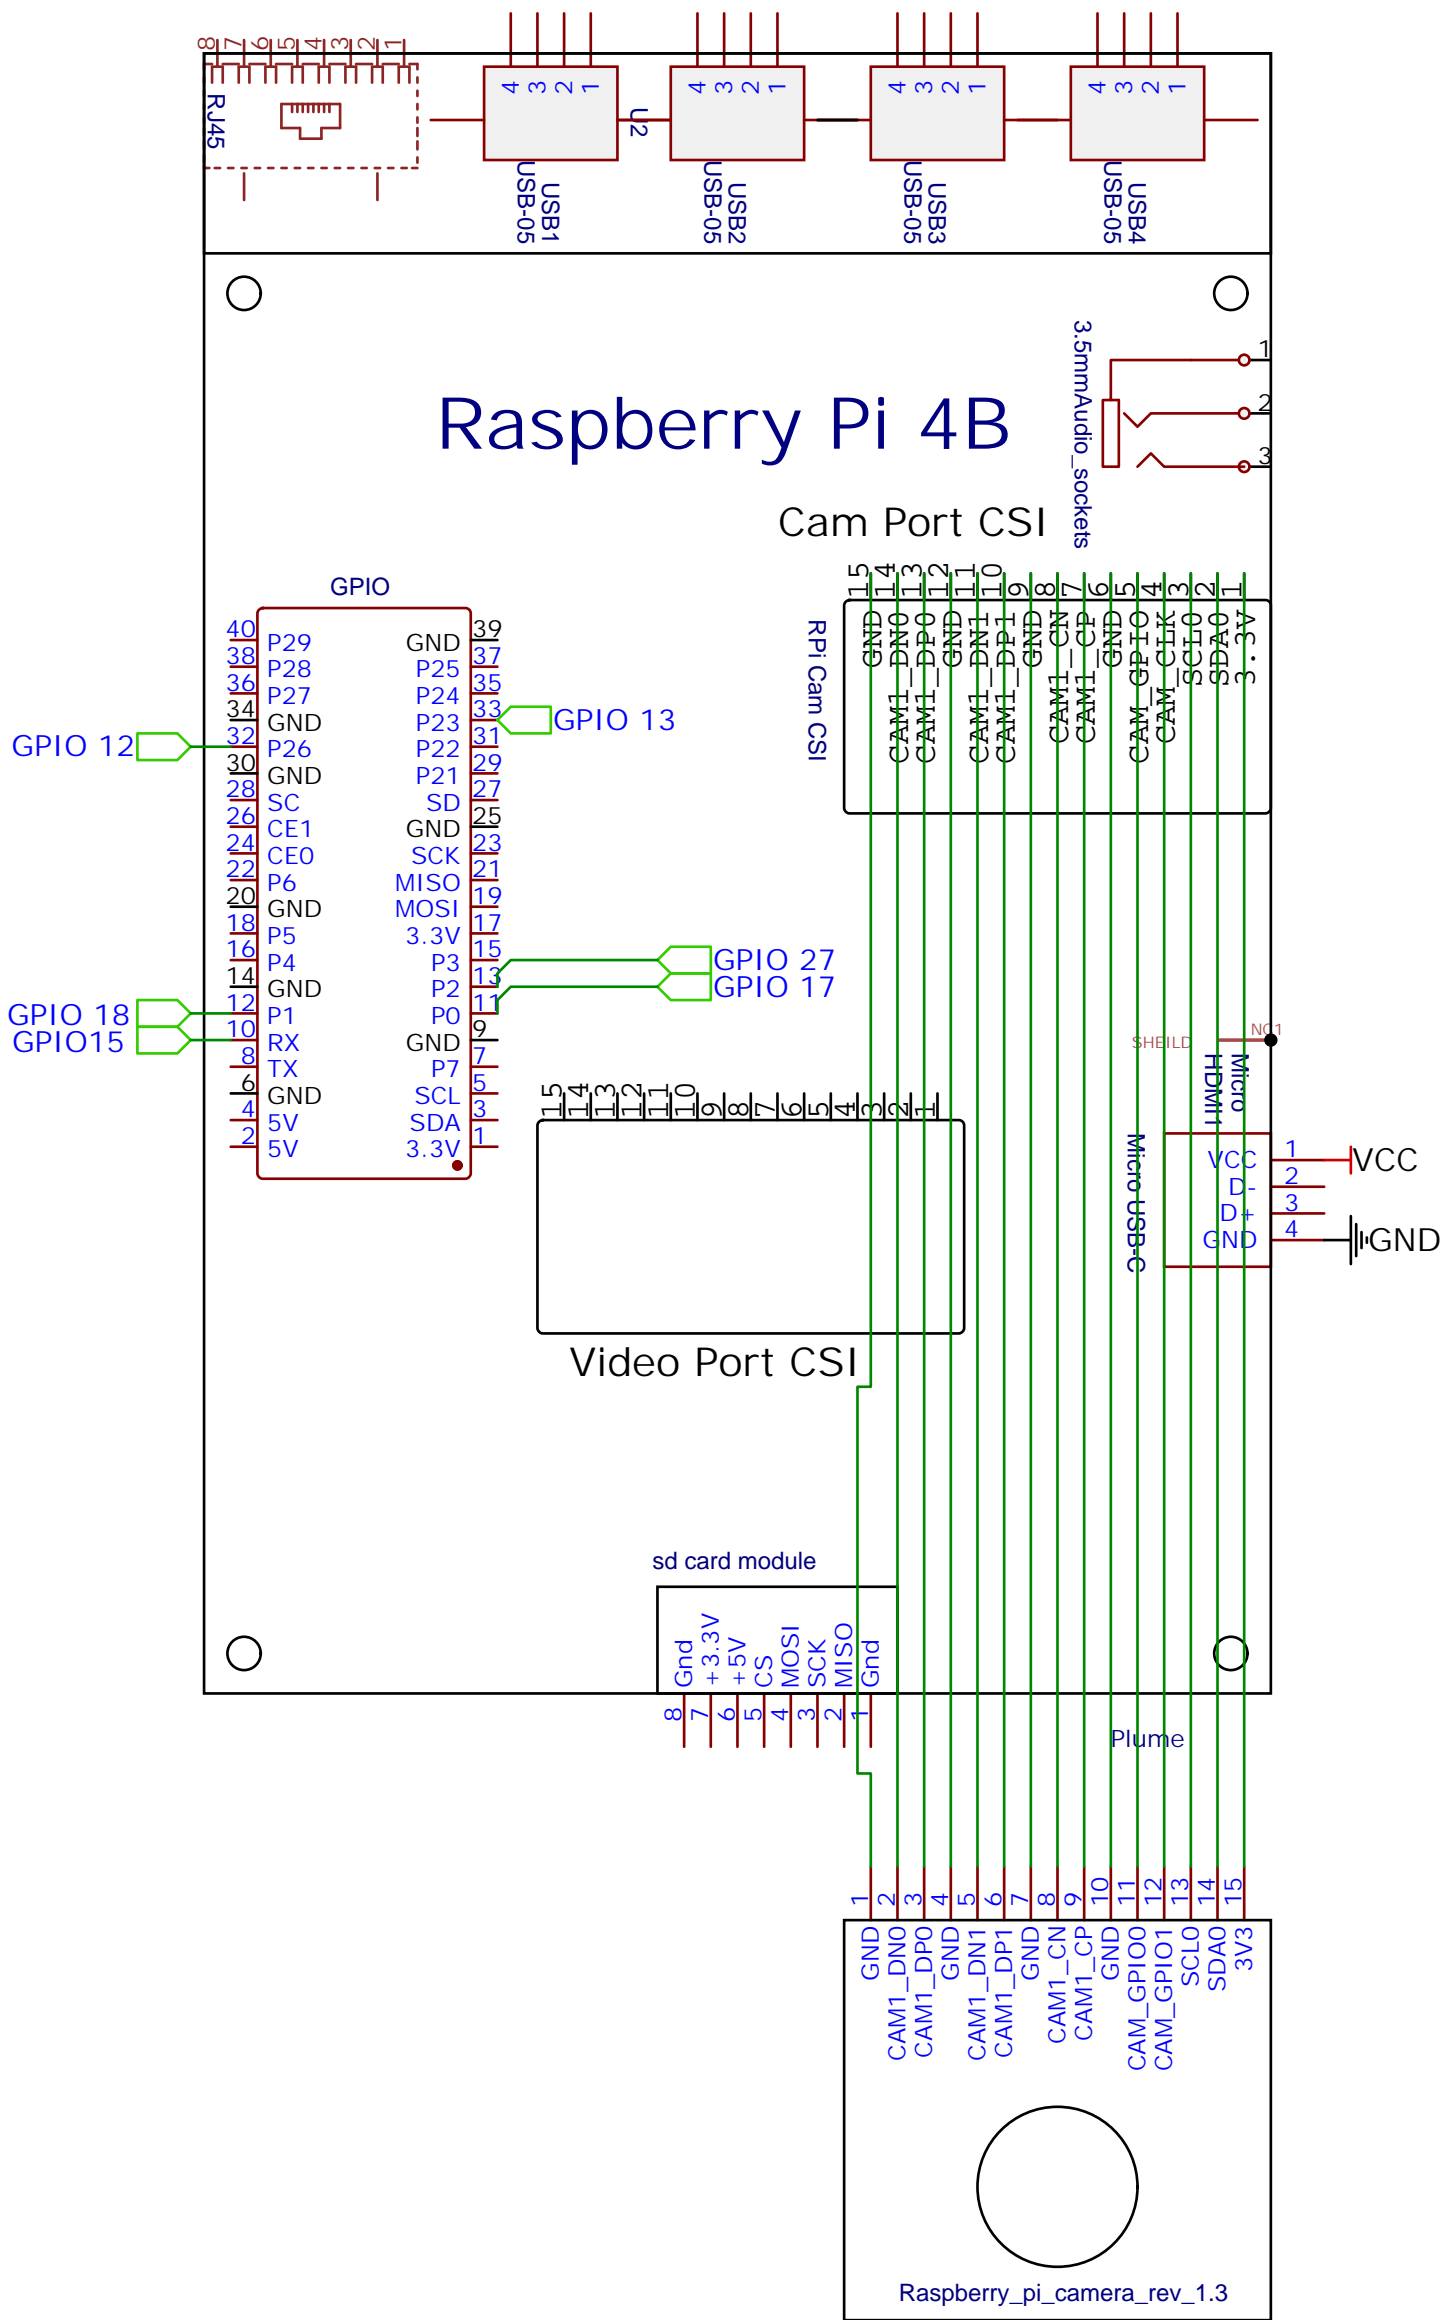 8 7 6 5 4 3 2 1
RJ45
4 3 2 1
USB1
USB-05
U2
4 3 2 1
USB2
USB-05
4 3 2 1
USB3
USB-05
4 3 2 1
USB4
USB-05
3.5mmAudio_sockets
1
2
3
Raspberry Pi 4B
Cam Port CSI
15 14 13 12 11 10 9 8 7 6 5 4 3 2 1
GND
CAM1_DN0
CAM1_DP0
GND
CAM1_DN1
CAM1_DP1
GND
CAM1_CN
CAM1_CP
GND
CAM_GPIO
CAM_CLK
SCL0
SDA0
3.3V
RPi Cam CSI
GPIO
40 P29 GND 39
38 P28 P25 37
36 P27 P24 35
34 GND P23 33 GPIO 13
GPIO 12 32 P26 P22 31
30 GND P21 29
28 SC SD 27
26 CE1 GND 25
24 CE0 SCK 23
22 P6 MISO 21
20 GND MOSI 19
18 P5 3.3V 17
16 P4 P3 15 GPIO 27
14 GND P2 13 GPIO 17
GPIO 18 12 P1 P0 11
GPIO15 10 RX GND 9
8 TX P7 7
6 GND SCL 5
4 5V SDA 3
2 5V 3.3V 1
SHEILD
NC1
Micro
HDMI1
Micro USB-C
VCC 1 VCC
D- 2
D+ 3
GND 4 GND
15 14 13 12 11 10 9 8 7 6 5 4 3 2 1
Video Port CSI
sd card module
Gnd
+3.3V
+5V
CS
MOSI
SCK
MISO
Gnd
8 7 6 5 4 3 2 1
Plume
1 2 3 4 5 6 7 8 9 10 11 12 13 14 15
GND
CAM1_DN0
CAM1_DP0
GND
CAM1_DN1
CAM1_DP1
GND
CAM1_CN
CAM1_CP
GND
CAM_GPIO0
CAM_GPIO1
SCL0
SDA0
3V3
Raspberry_pi_camera_rev_1.3